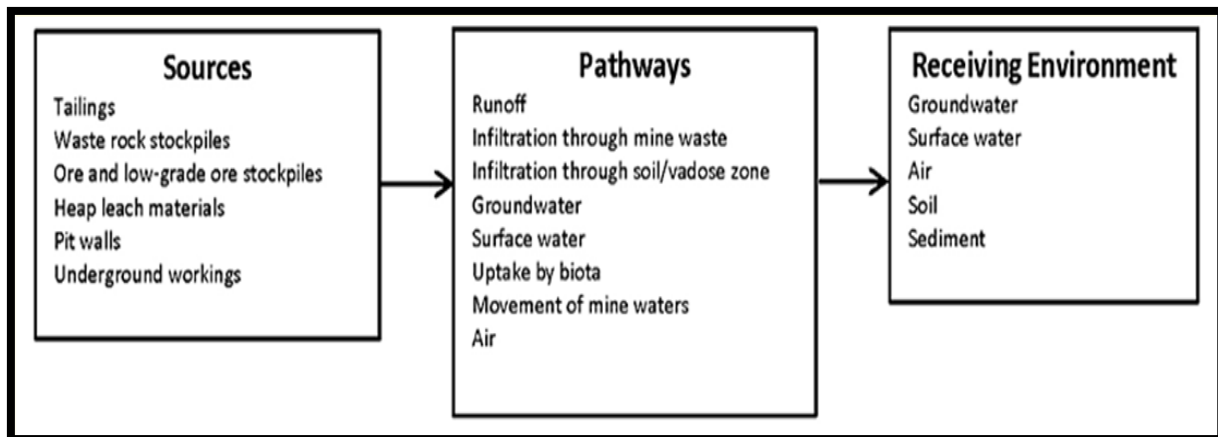 Sources
Tailings
Waste rock stockpiles
Ore and low-grade ore stockpiles
Heap leach materials
Pit walls
Underground workings
Pathways
Runoff
Infiltration through mine waste
Infiltration through soil/vadose zone
Groundwater
Surface water
Uptake by biota
Movement of mine waters
Air
Receiving Environment
Groundwater
Surface water
Air
Soil
Sediment